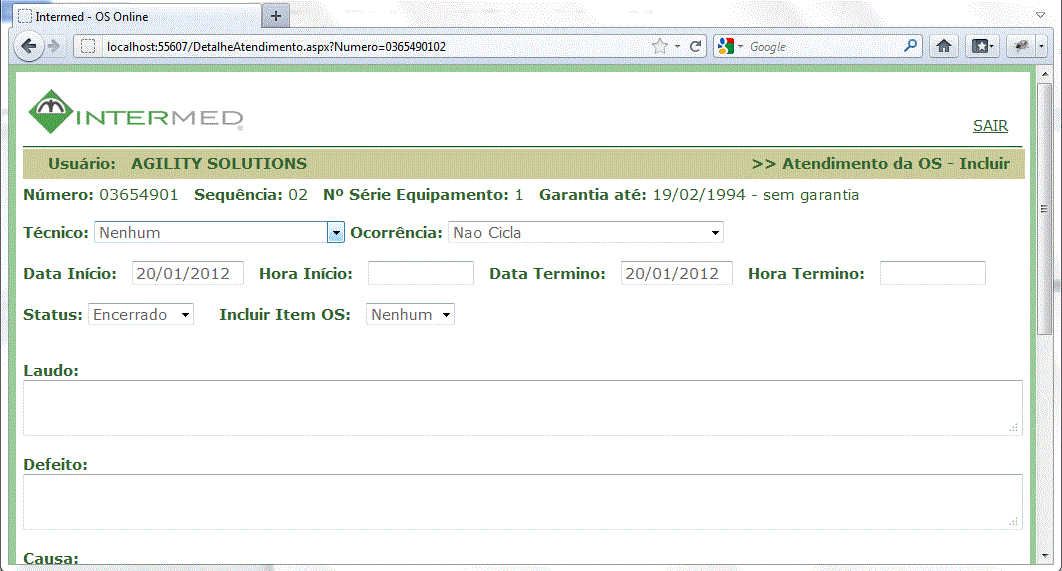 Intermed - OS Online
localhost:55607/DetalheAtendimento.aspx?Numero=0365490102
Google
INTERMED
SAIR
Usuário: AGILITY SOLUTIONS >> Atendimento da OS - Incluir
Número: 03654901 Sequência: 02 Nº Série Equipamento: 1 Garantia até: 19/02/1994 - sem garantia
Técnico: Nenhum Ocorrência: Nao Cicla
Data Início: 20/01/2012 Hora Início: Data Termino: 20/01/2012 Hora Termino:
Status: Encerrado Incluir Item OS: Nenhum
Laudo:
Defeito:
Causa: